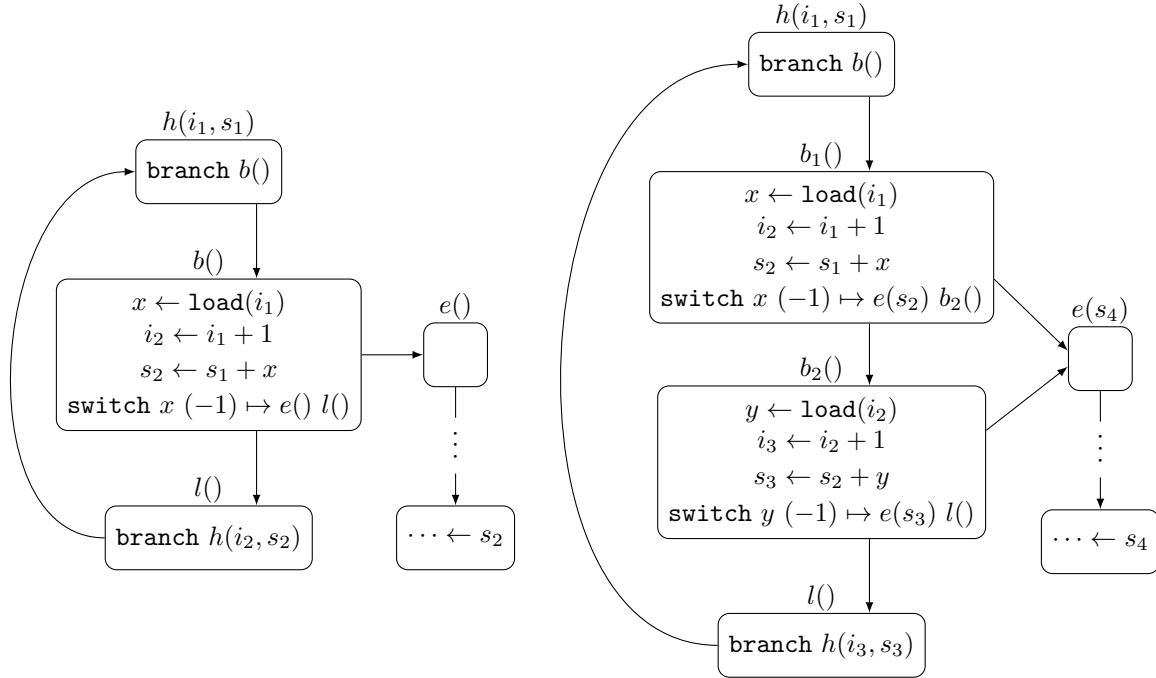 h(i₁, s₁)
branch b()
b()
x ← load(i₁)
i₂ ← i₁ + 1
s₂ ← s₁ + x
switch x (−1) ↦ e() l()
e()
⋮
l()
branch h(i₂, s₂)
⋯ ← s₂
h(i₁, s₁)
branch b()
b₁()
x ← load(i₁)
i₂ ← i₁ + 1
s₂ ← s₁ + x
switch x (−1) ↦ e(s₂) b₂()
b₂()
y ← load(i₂)
i₃ ← i₂ + 1
s₃ ← s₂ + y
switch y (−1) ↦ e(s₃) l()
e(s₄)
⋮
⋯ ← s₄
l()
branch h(i₃, s₃)